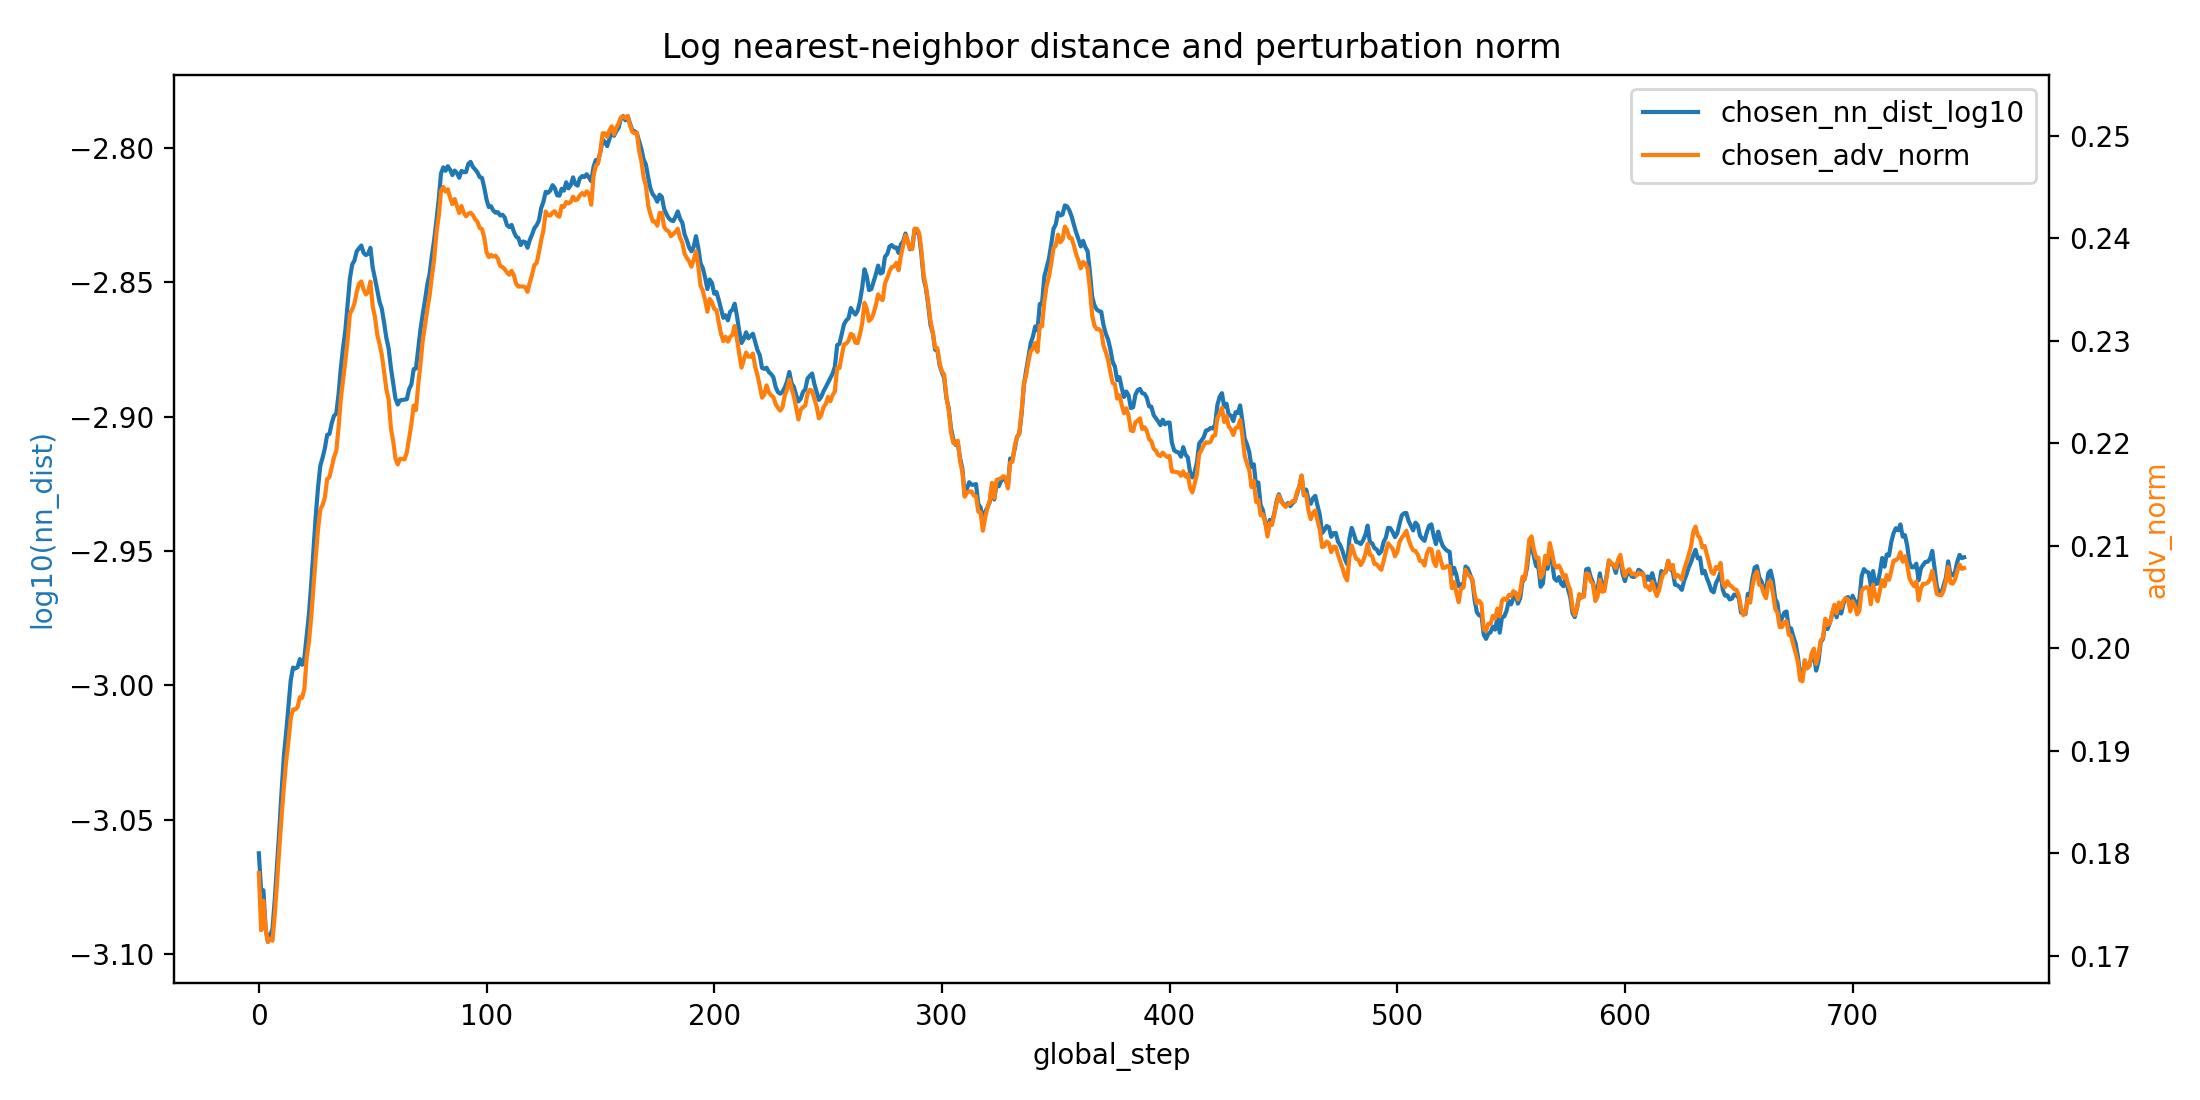 Log nearest-neighbor distance and perturbation norm
chosen_nn_dist_log10
chosen_adv_norm
−2.80
−2.85
−2.90
−2.95
−3.00
−3.05
−3.10
log10(nn_dist)
0.25
0.24
0.23
0.22
0.21
0.20
0.19
0.18
0.17
adv_norm
0 100 200 300 400 500 600 700
global_step